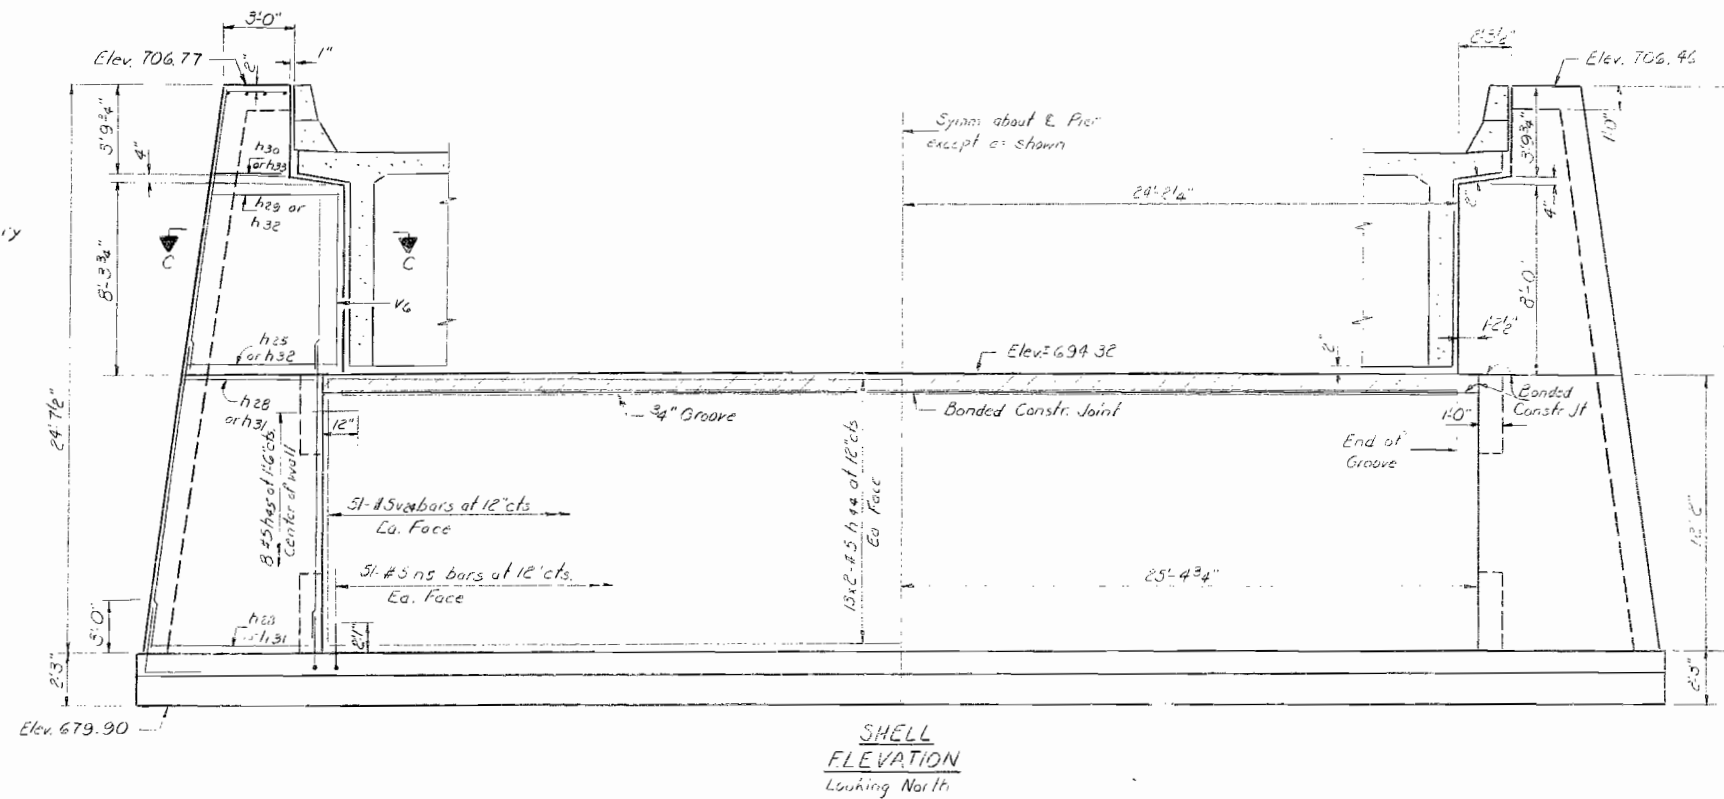 3'-0"
1"
2'-3½"
Elev. 706.77
2"
Elev. 706.46
Symm about ℄ Pier
except as shown
1'-0"
3'9¾"
3'9¾"
4"
h30
or h33
h29 or
h32
24'-2¼"
2"
4"
C
C
8'-3¾"
8'-0"
V6
1'-2½"
h25
or h32
Elev.= 694.32
2"
h28
or h31
¾" Groove
Bonded Constr. Joint
Bonded
Constr. Jt
1'-0"
12"
End of
Groove
24'-7½"
8 #5 h45 at 1'-6" cts.
Center of wall
51-#5 v24 bars at 12" cts
Ea. Face
15x2-#5 h44 at 12" cts
Ea Face
12'-2"
51-#5 n5 bars at 12" cts.
Ea. Face
25'-4¾"
3'-0"
h31
2'-1"
2'-3"
2'-3"
Elev. 679.90
SHELL
ELEVATION
Looking North